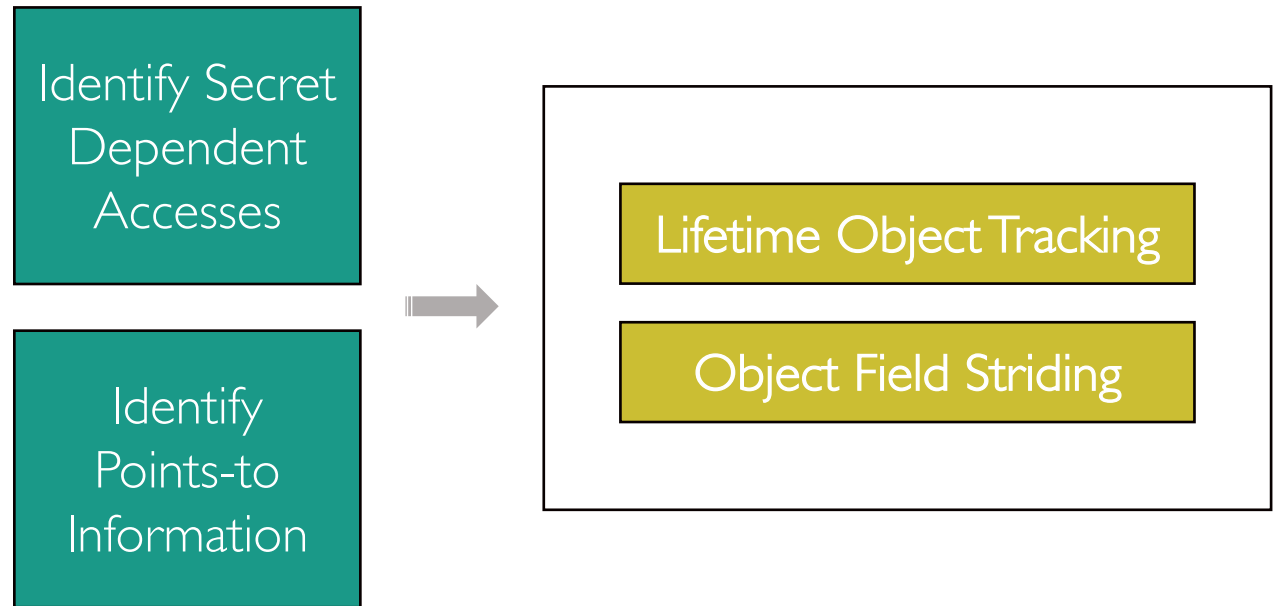 Identify Secret
Dependent
Accesses
Identify
Points-to
Information
Lifetime Object Tracking
Object Field Striding